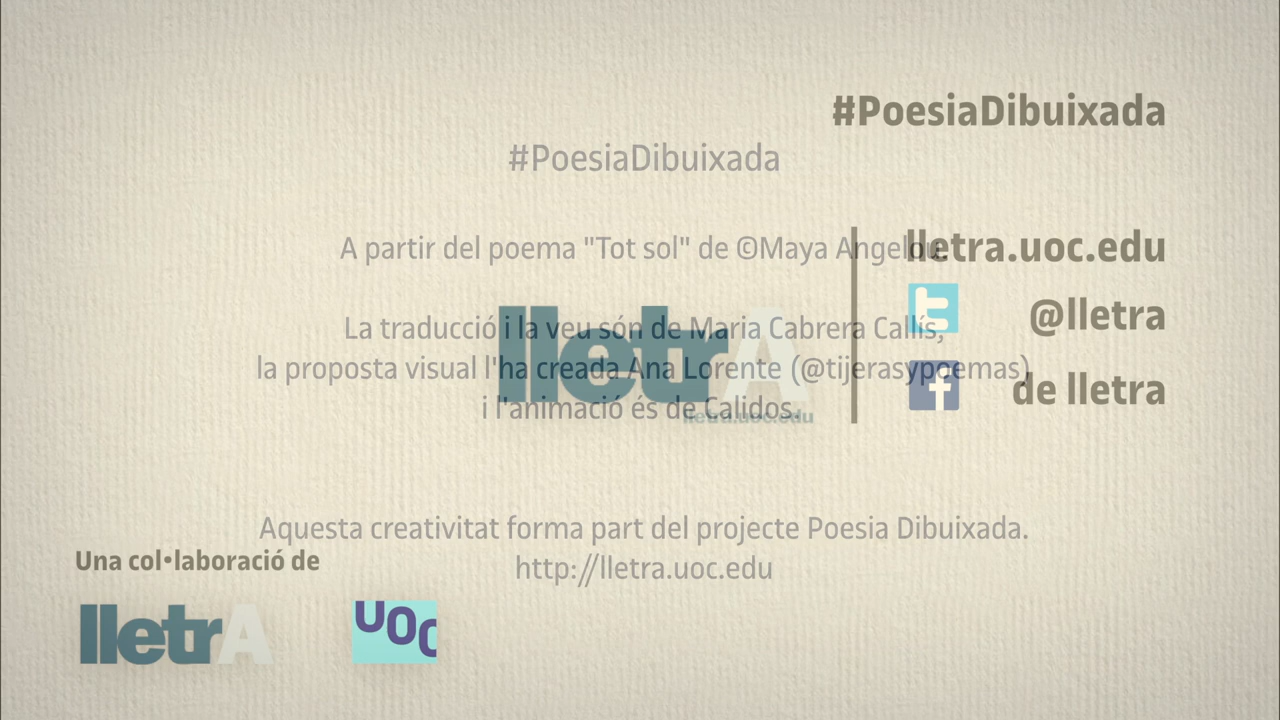 #PoesiaDibuixada
#PoesiaDibuixada
A partir del poema "Tot sol" de ©Maya Angelou.
lletra.uoc.edu
La traducció i la veu són de Maria Cabrera Callís,
@lletra
la proposta visual l'ha creada Ana Lorente (@tijerasypoemas)
de lletra
i l'animació és de Calidos.
lletrA
lletra.uoc.edu
Aquesta creativitat forma part del projecte Poesia Dibuixada.
http://lletra.uoc.edu
Una col•laboració de
lletrA
UOC